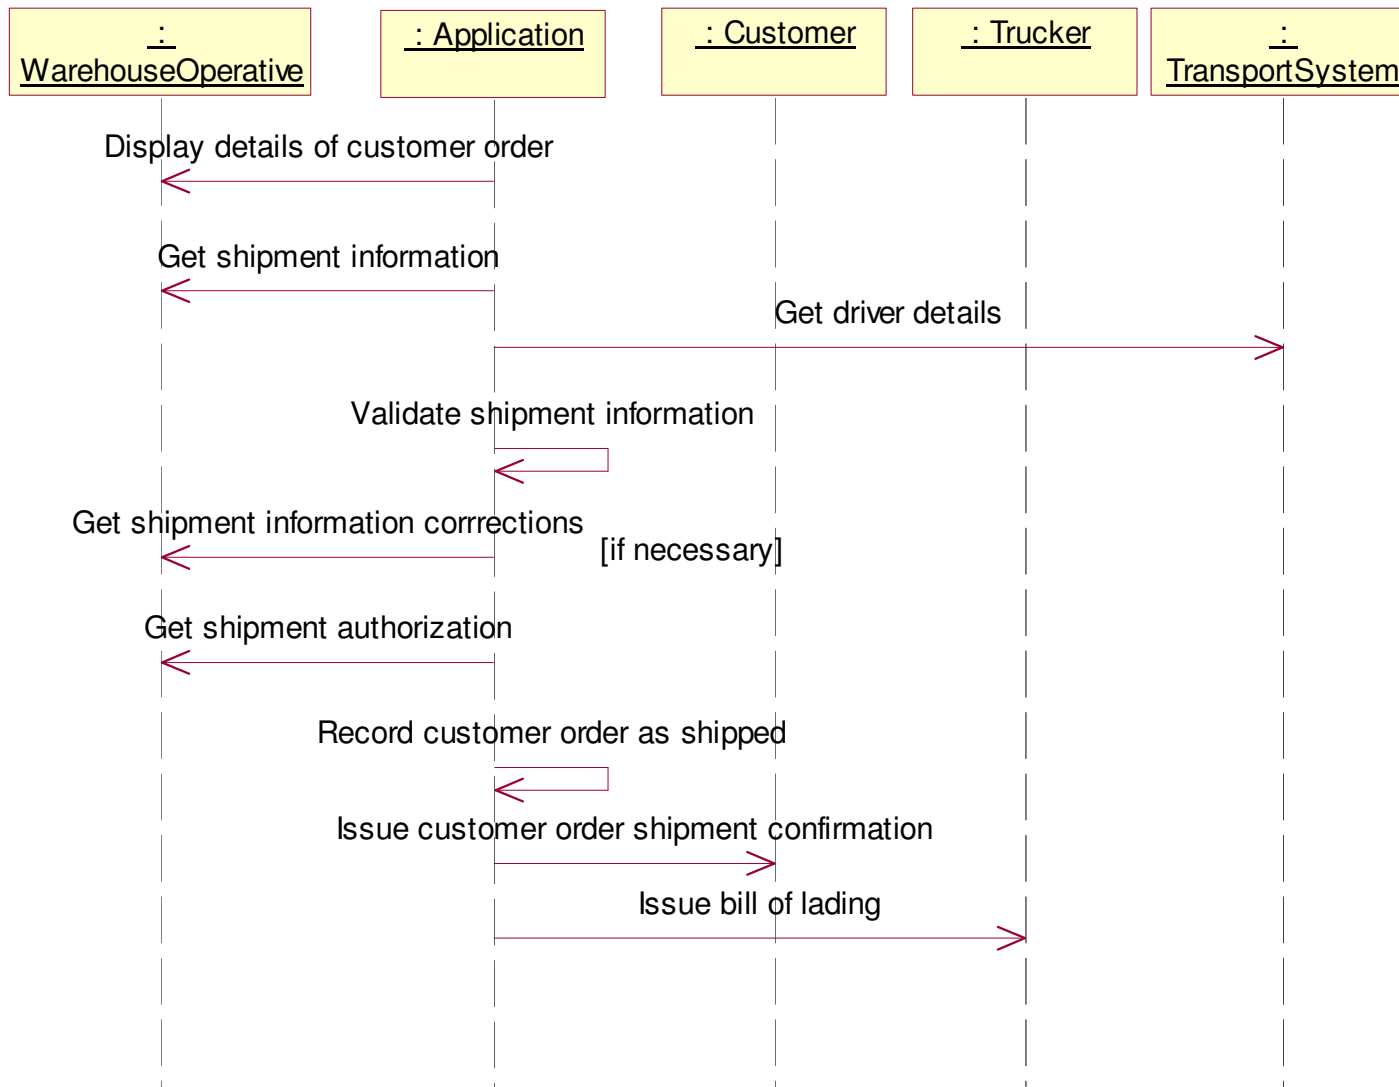 :
WarehouseOperative
: Application
: Customer
: Trucker
:
TransportSystem
Display details of customer order
Get shipment information
Get driver details
Validate shipment information
Get shipment information corrrections
[if necessary]
Get shipment authorization
Record customer order as shipped
Issue customer order shipment confirmation
Issue bill of lading